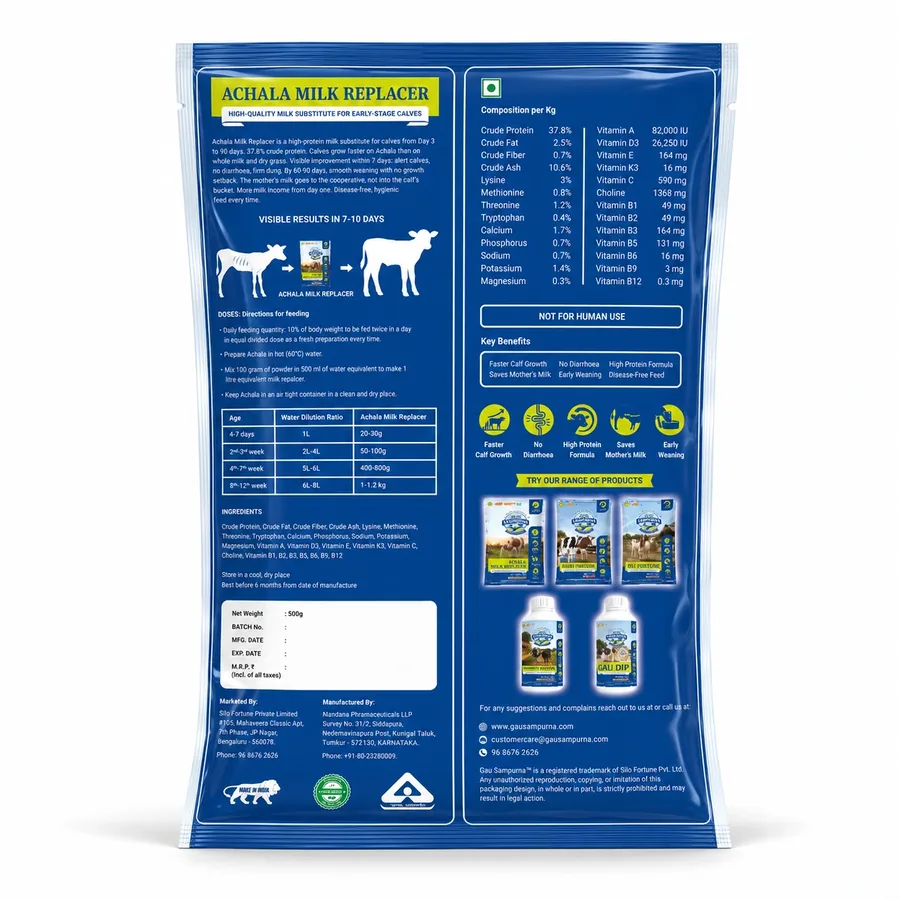 ACHALA MILK REPLACER
HIGH-QUALITY MILK SUBSTITUTE FOR EARLY-STAGE CALVES
Achala Milk Replacer is a high-protein milk substitute for calves from Day 3
to 90 days. 37.8% crude protein. Calves grow faster on Achala than on
whole milk and dry grass. Visible improvement within 7 days: alert calves,
no diarrhoea, firm dung. By 60-90 days, smooth weaning with no growth
setback. The mother's milk goes to the cooperative, not into the calf's
bucket. More milk income from day one. Disease-free, hygienic
feed every time.
VISIBLE RESULTS IN 7-10 DAYS
ACHALA MILK REPLACER
DOSES: Directions for feeding
• Daily feeding quantity: 10% of body weight to be fed twice in a day
in equal divided dose as a fresh preparation every time.
• Prepare Achala in hot (60°C) water.
• Mix 100 gram of powder in 500 ml of water equivalent to make 1
litre equivalent milk repalcer.
• Keep Achala in an air tight container in a clean and dry place.
Age Water Dilution Ratio Achala Milk Replacer
4-7 days 1L 20-30g
2nd-3rd week 2L-4L 50-100g
4th-7th week 5L-6L 400-800g
8th-12th week 6L-8L 1-1.2 kg
INGREDIENTS
Crude Protein, Crude Fat, Crude Fiber, Crude Ash, Lysine, Methionine,
Threonine, Tryptophan, Calcium, Phosphorus, Sodium, Potassium,
Magnesium, Vitamin A, Vitamin D3, Vitamin E, Vitamin K3, Vitamin C,
Choline, Vitamin B1, B2, B3, B5, B6, B9, B12
Store in a cool, dry place
Best before 6 months from date of manufacture
Net Weight : 500g
BATCH No. :
MFG. DATE :
EXP. DATE :
M.R.P. ₹ :
(Incl. of all taxes)
Marketed By:
Silo Fortune Private Limited
#105, Mahaveera Classic Apt,
7th Phase, JP Nagar,
Bengaluru - 560078.
Phone: 96 8676 2626
Manufactured By:
Nandana Phramaceuticals LLP
Survey No. 31/2, Siddapura,
Nedemavinapura Post, Kunigal Taluk,
Tumkur - 572130, KARNATAKA.
Phone: +91-80-23280009.
MAKE IN INDIA
Composition per Kg
Crude Protein 37.8% Vitamin A 82,000 IU
Crude Fat 2.5% Vitamin D3 26,250 IU
Crude Fiber 0.7% Vitamin E 164 mg
Crude Ash 10.6% Vitamin K3 16 mg
Lysine 3% Vitamin C 590 mg
Methionine 0.8% Choline 1368 mg
Threonine 1.2% Vitamin B1 49 mg
Tryptophan 0.4% Vitamin B2 49 mg
Calcium 1.7% Vitamin B3 164 mg
Phosphorus 0.7% Vitamin B5 131 mg
Sodium 0.7% Vitamin B6 16 mg
Potassium 1.4% Vitamin B9 3 mg
Magnesium 0.3% Vitamin B12 0.3 mg
NOT FOR HUMAN USE
Key Benefits
Faster Calf Growth No Diarrhoea High Protein Formula
Saves Mother's Milk Early Weaning Disease-Free Feed
Faster Calf Growth
No Diarrhoea
High Protein Formula
Saves Mother's Milk
Early Weaning
TRY OUR RANGE OF PRODUCTS
ACHALA
MILK REPLACER
GAU DIP
For any suggestions and complains reach out to us at or call us at:
www.gausampurna.com
customercare@gausampurna.com
96 8676 2626
Gau Sampurna™ is a registered trademark of Silo Fortune Pvt. Ltd.
Any unauthorized reproduction, copying, or imitation of this
packaging design, in whole or in part, is strictly prohibited and may
result in legal action.